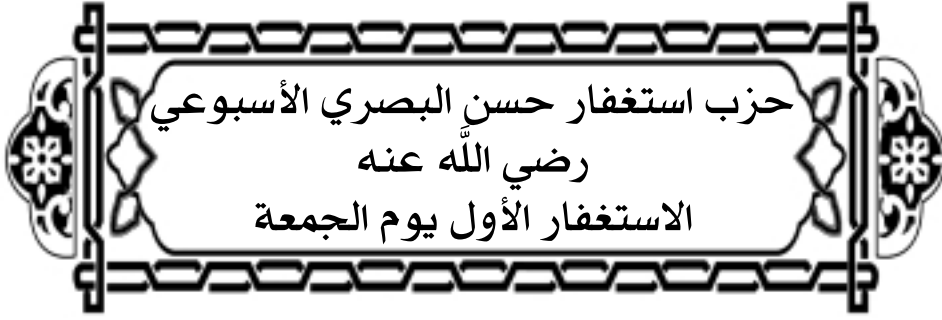 حزب استغفار حسن البصري الأسبوعي
رضي اللَّه عنه
الاستغفار الأول يوم الجمعة